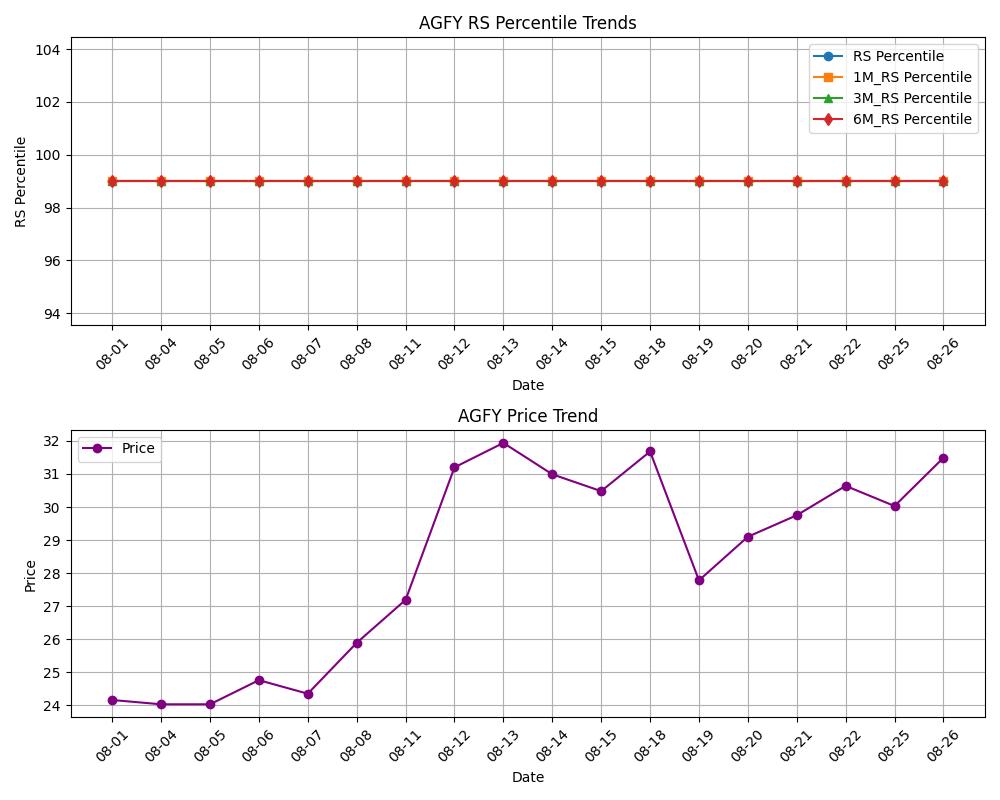 AGFY RS Percentile Trends
104
102
100
98
96
94
RS Percentile
RS Percentile
1M_RS Percentile
3M_RS Percentile
6M_RS Percentile
08-01 08-04 08-05 08-06 08-07 08-08 08-11 08-12 08-13 08-14 08-15 08-18 08-19 08-20 08-21 08-22 08-25 08-26
Date
AGFY Price Trend
32
31
30
29
28
27
26
25
24
Price
Price
08-01 08-04 08-05 08-06 08-07 08-08 08-11 08-12 08-13 08-14 08-15 08-18 08-19 08-20 08-21 08-22 08-25 08-26
Date